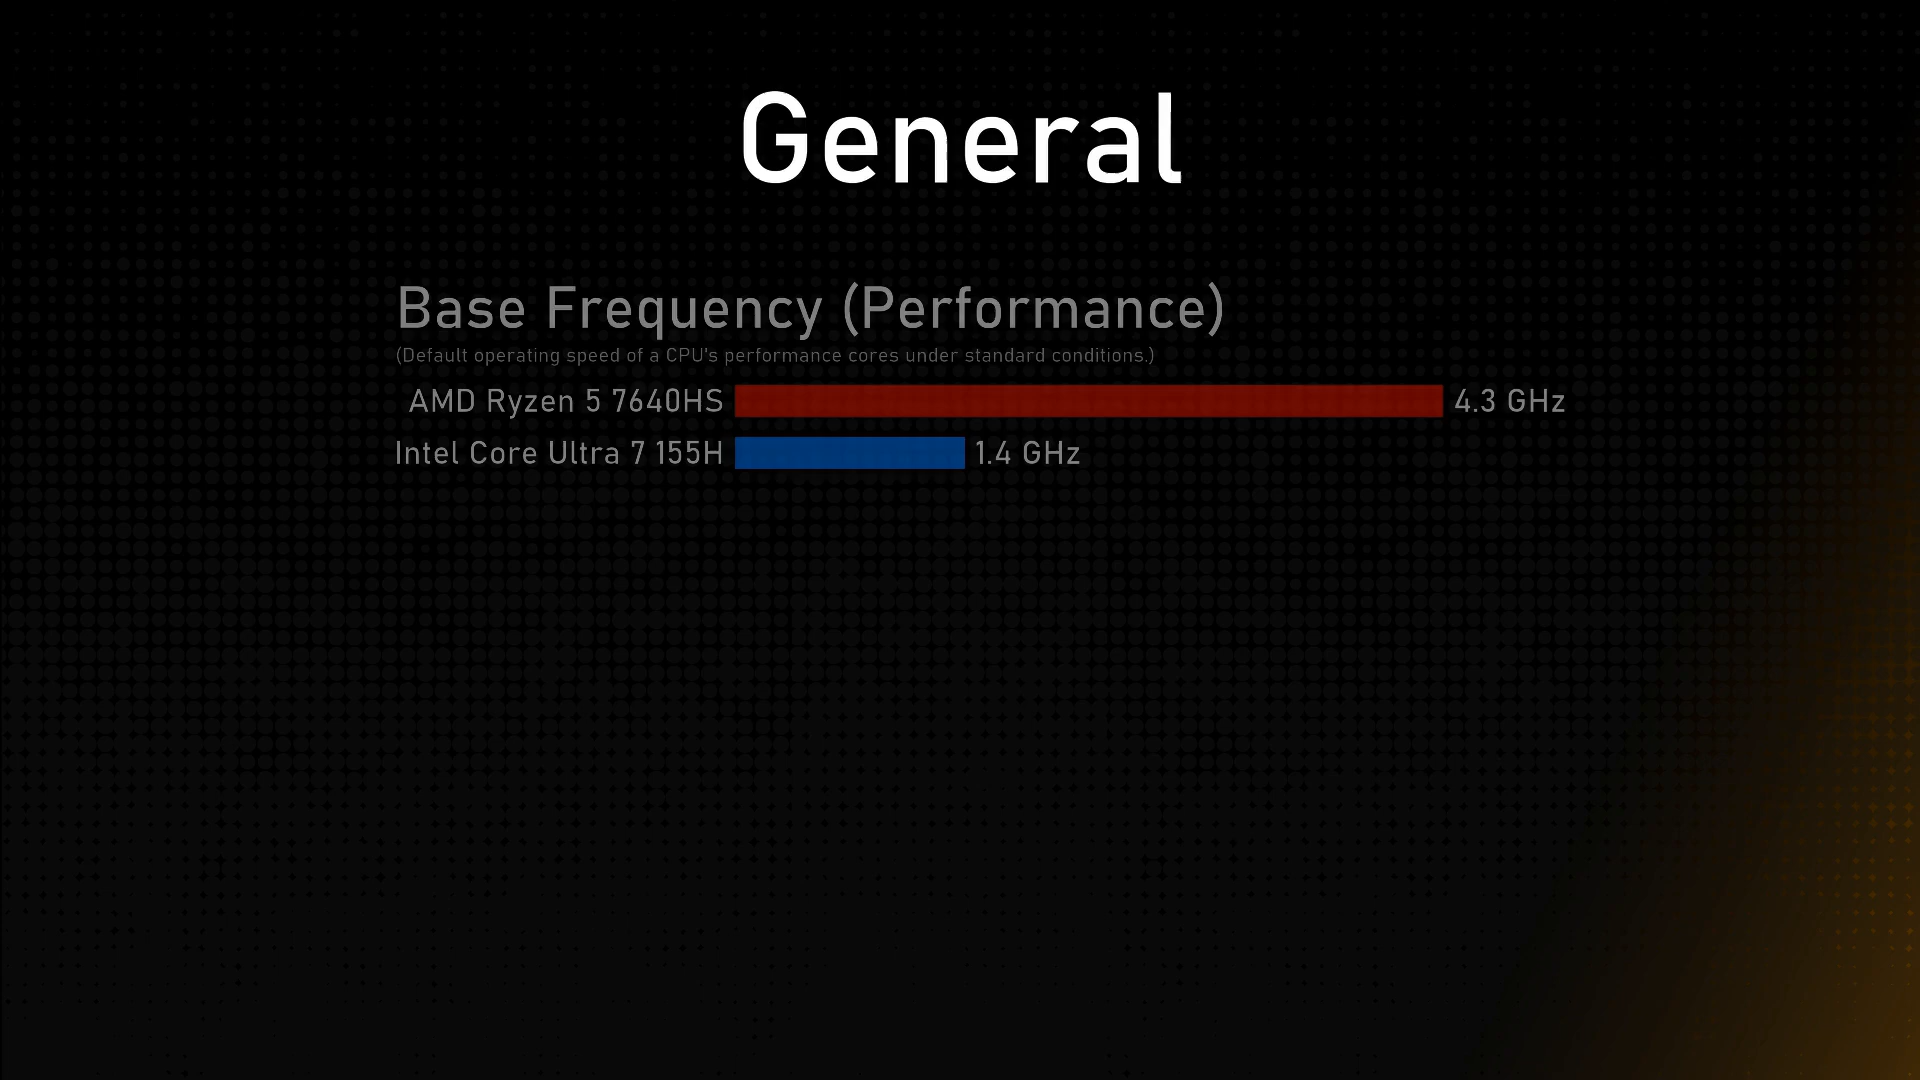 General
Base Frequency (Performance)
(Default operating speed of a CPU's performance cores under standard conditions.)
AMD Ryzen 5 7640HS 4.3 GHz
Intel Core Ultra 7 155H 1.4 GHz